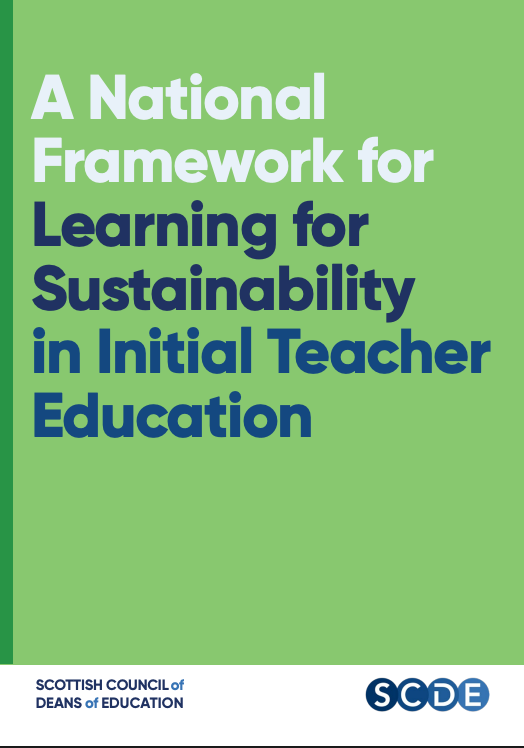 A National
Framework for
Learning for
Sustainability
in Initial Teacher
Education
SCOTTISH COUNCIL of
DEANS of EDUCATION
SCDE